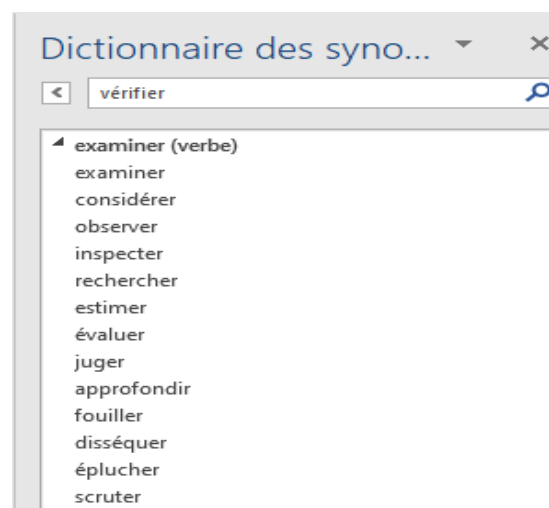 Dictionnaire des syno...
vérifier
examiner (verbe)
examiner
considérer
observer
inspecter
rechercher
estimer
évaluer
juger
approfondir
fouiller
disséquer
éplucher
scruter